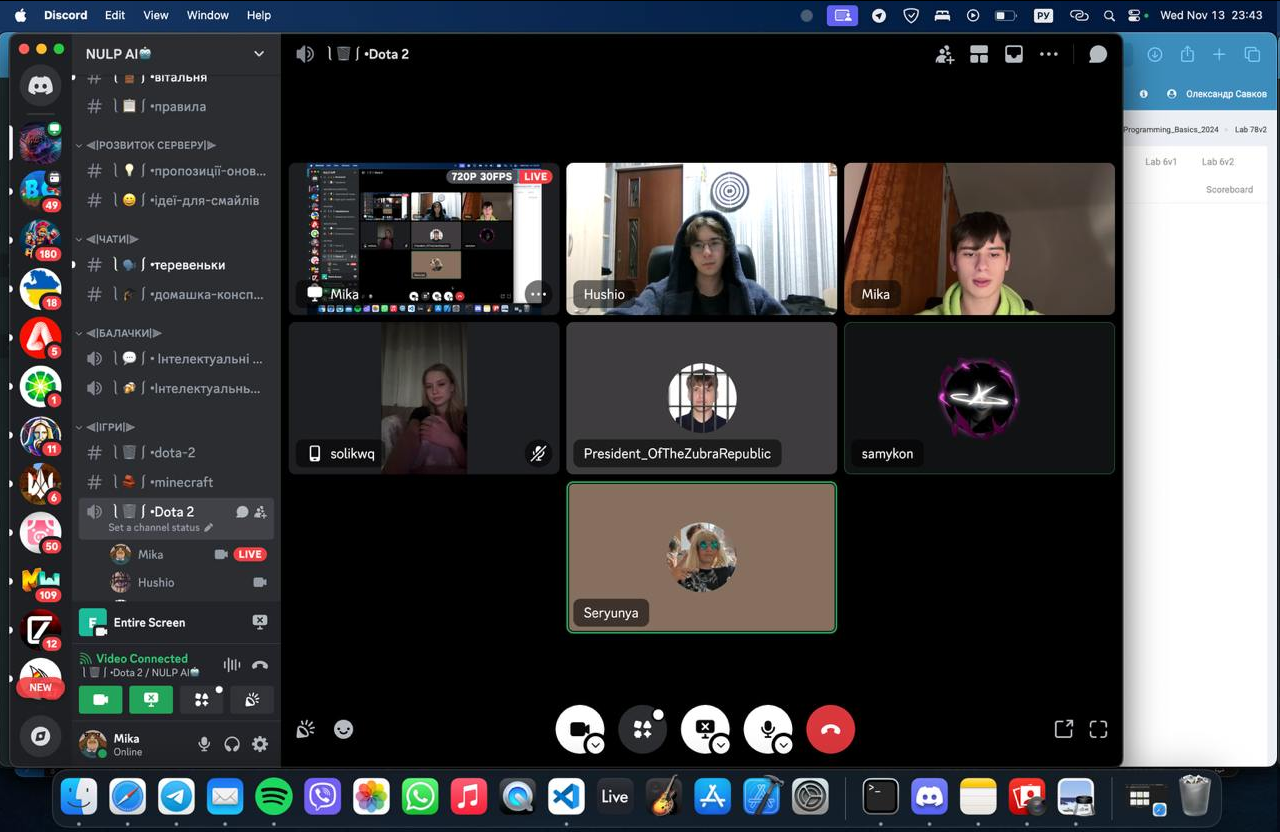 Discord Edit View Window Help
РУ
Wed Nov 13 23:43
NULP AI
•вітальня
•правила
РОЗВИТОК СЕРВЕРУ
•пропозиції-онов...
•ідеї-для-смайлів
ЧАТИ
•теревеньки
•домашка-консп...
БАЛАЧКИ
• Інтелектуальні ...
•Інтелектуальнь...
ІГРИ
•dota-2
•minecraft
•Dota 2
Set a channel status
Mika LIVE
Hushio
Entire Screen
Video Connected
•Dota 2 / NULP AI
Mika
Online
49
180
18
5
1
11
6
50
109
12
NEW
•Dota 2
720P 30FPS LIVE
Mika
Hushio
Mika
solikwq
President_OfTheZubraRepublic
samykon
Seryunya
Олександр Савков
Programming_Basics_2024
Lab 78v2
Lab 6v1
Lab 6v2
Scoreboard
Live